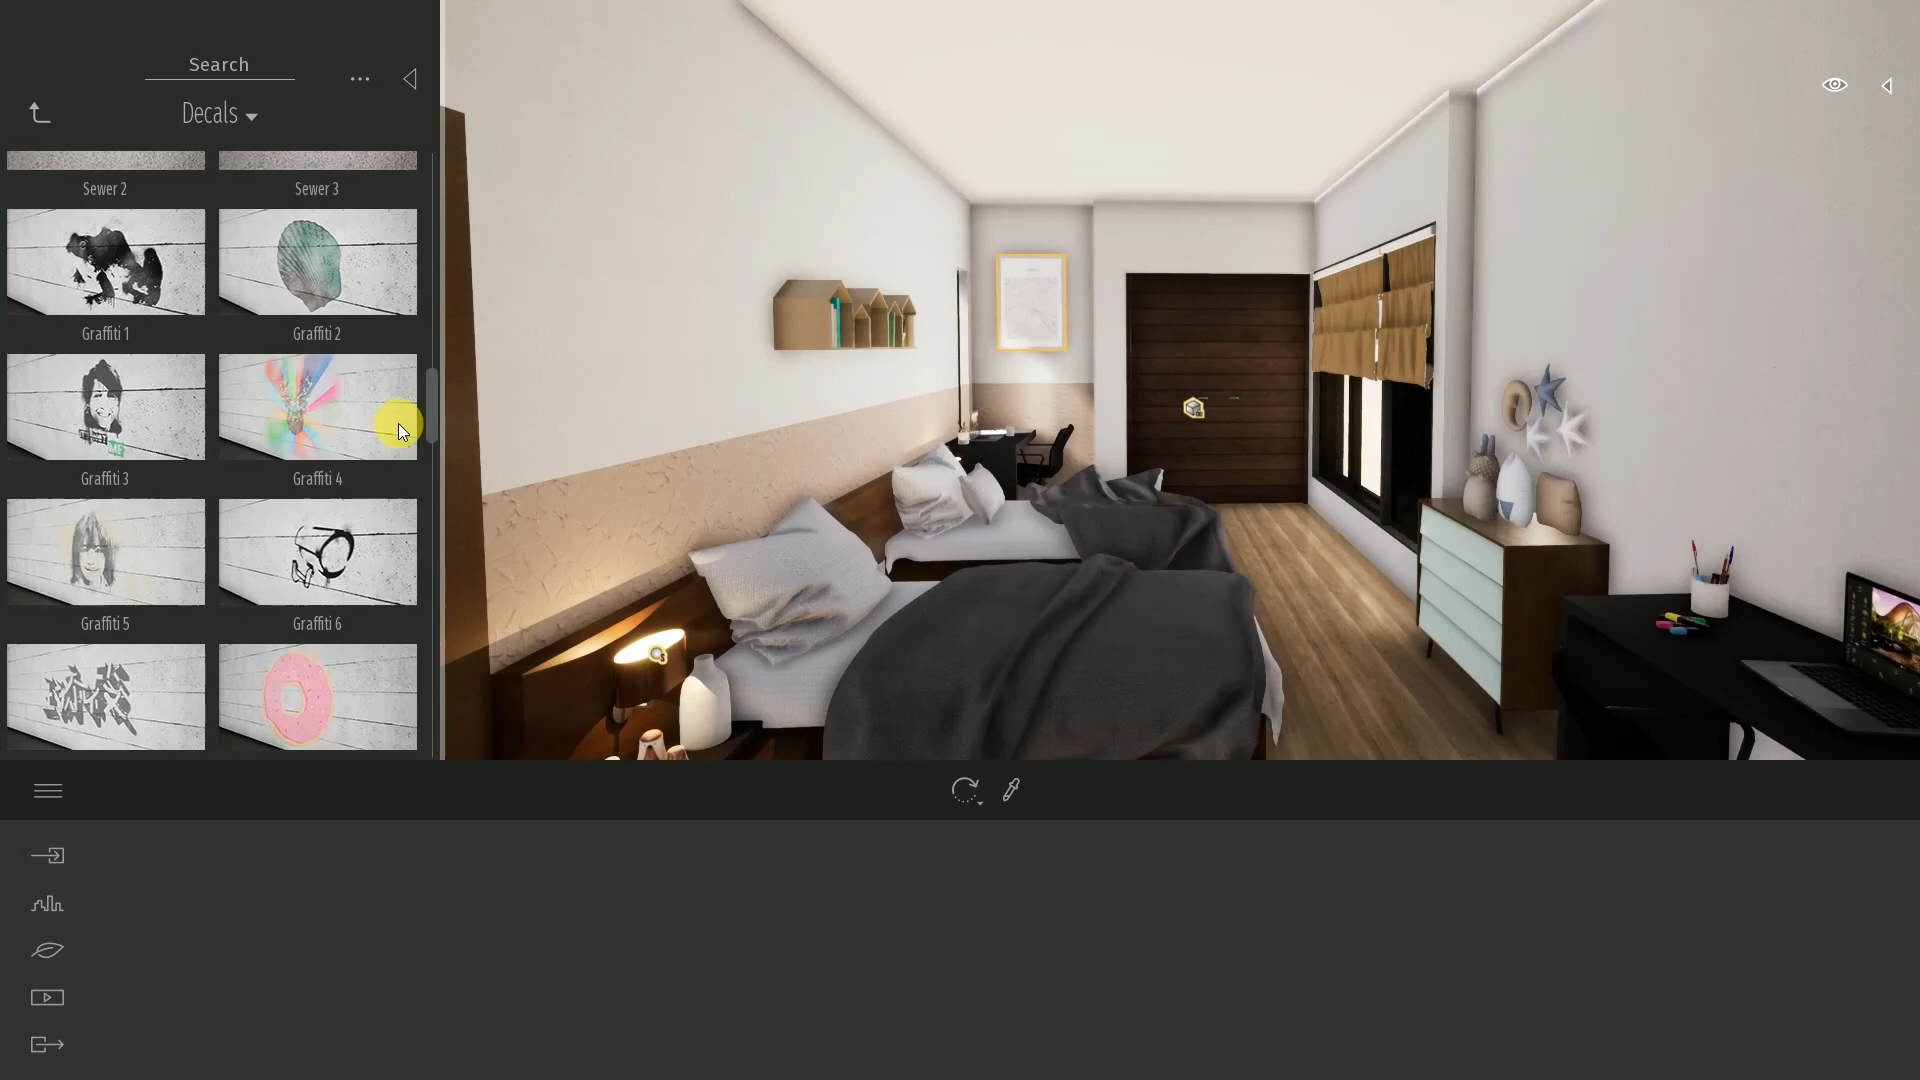 Search
Decals
Sewer 2
Sewer 3
Graffiti 1
Graffiti 2
Graffiti 3
Graffiti 4
Graffiti 5
Graffiti 6